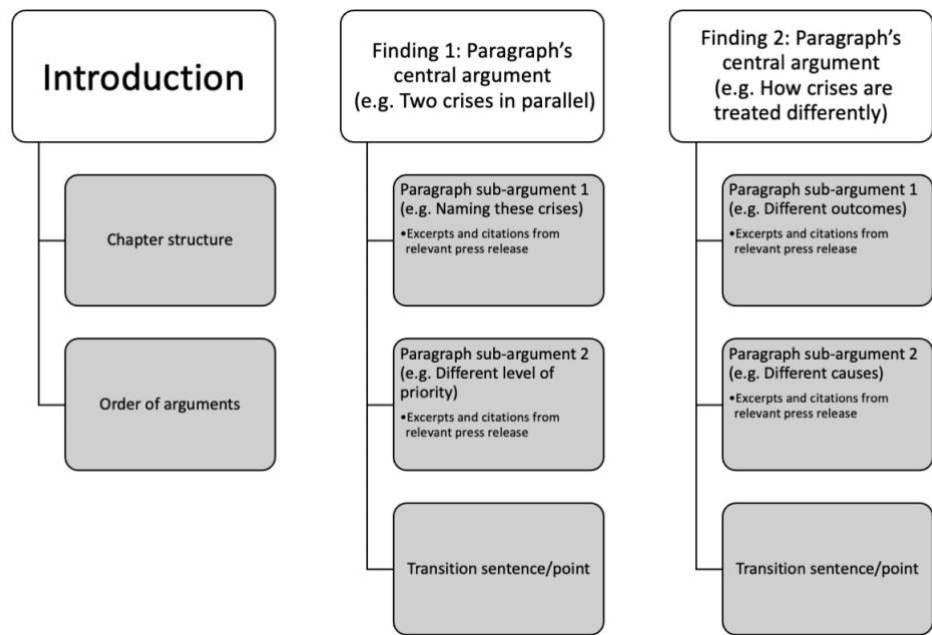 Introduction
Chapter structure
Order of arguments
Finding 1: Paragraph's
central argument
(e.g. Two crises in parallel)
Paragraph sub-argument 1
(e.g. Naming these crises)
•Excerpts and citations from
relevant press release
Paragraph sub-argument 2
(e.g. Different level of
priority)
•Excerpts and citations from
relevant press release
Transition sentence/point
Finding 2: Paragraph's
central argument
(e.g. How crises are
treated differently)
Paragraph sub-argument 1
(e.g. Different outcomes)
•Excerpts and citations from
relevant press release
Paragraph sub-argument 2
(e.g. Different causes)
•Excerpts and citations from
relevant press release
Transition sentence/point